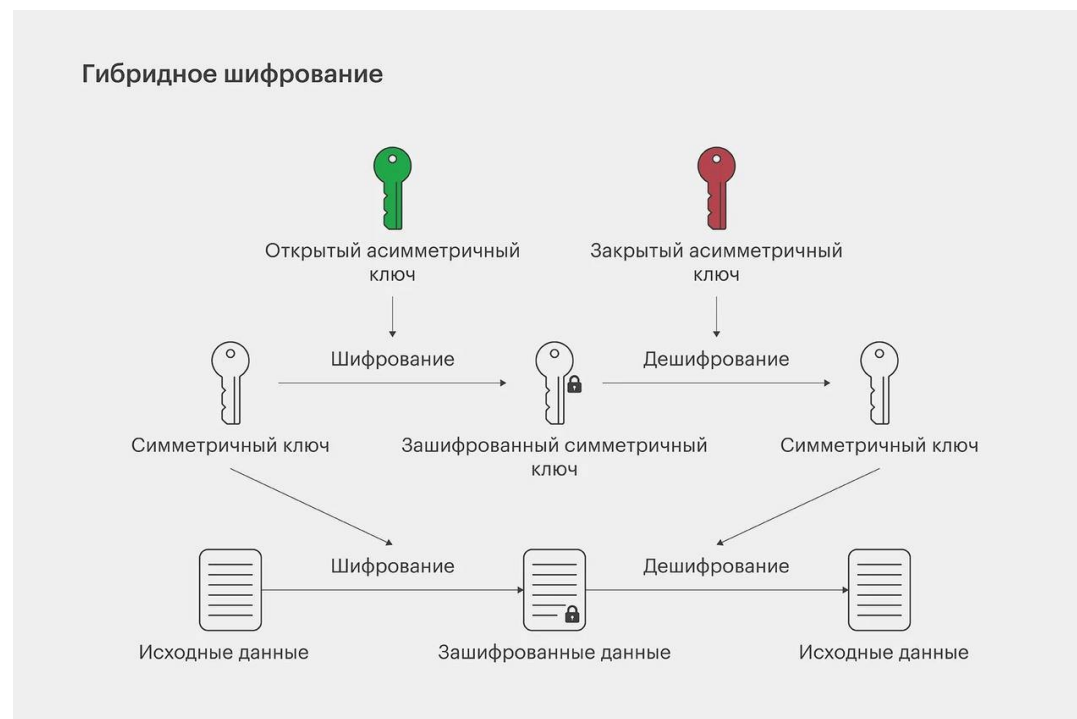 Гибридное шифрование
Открытый асимметричный
ключ
Закрытый асимметричный
ключ
Шифрование
Дешифрование
Симметричный ключ
Зашифрованный симметричный
ключ
Симметричный ключ
Шифрование
Дешифрование
Исходные данные
Зашифрованные данные
Исходные данные